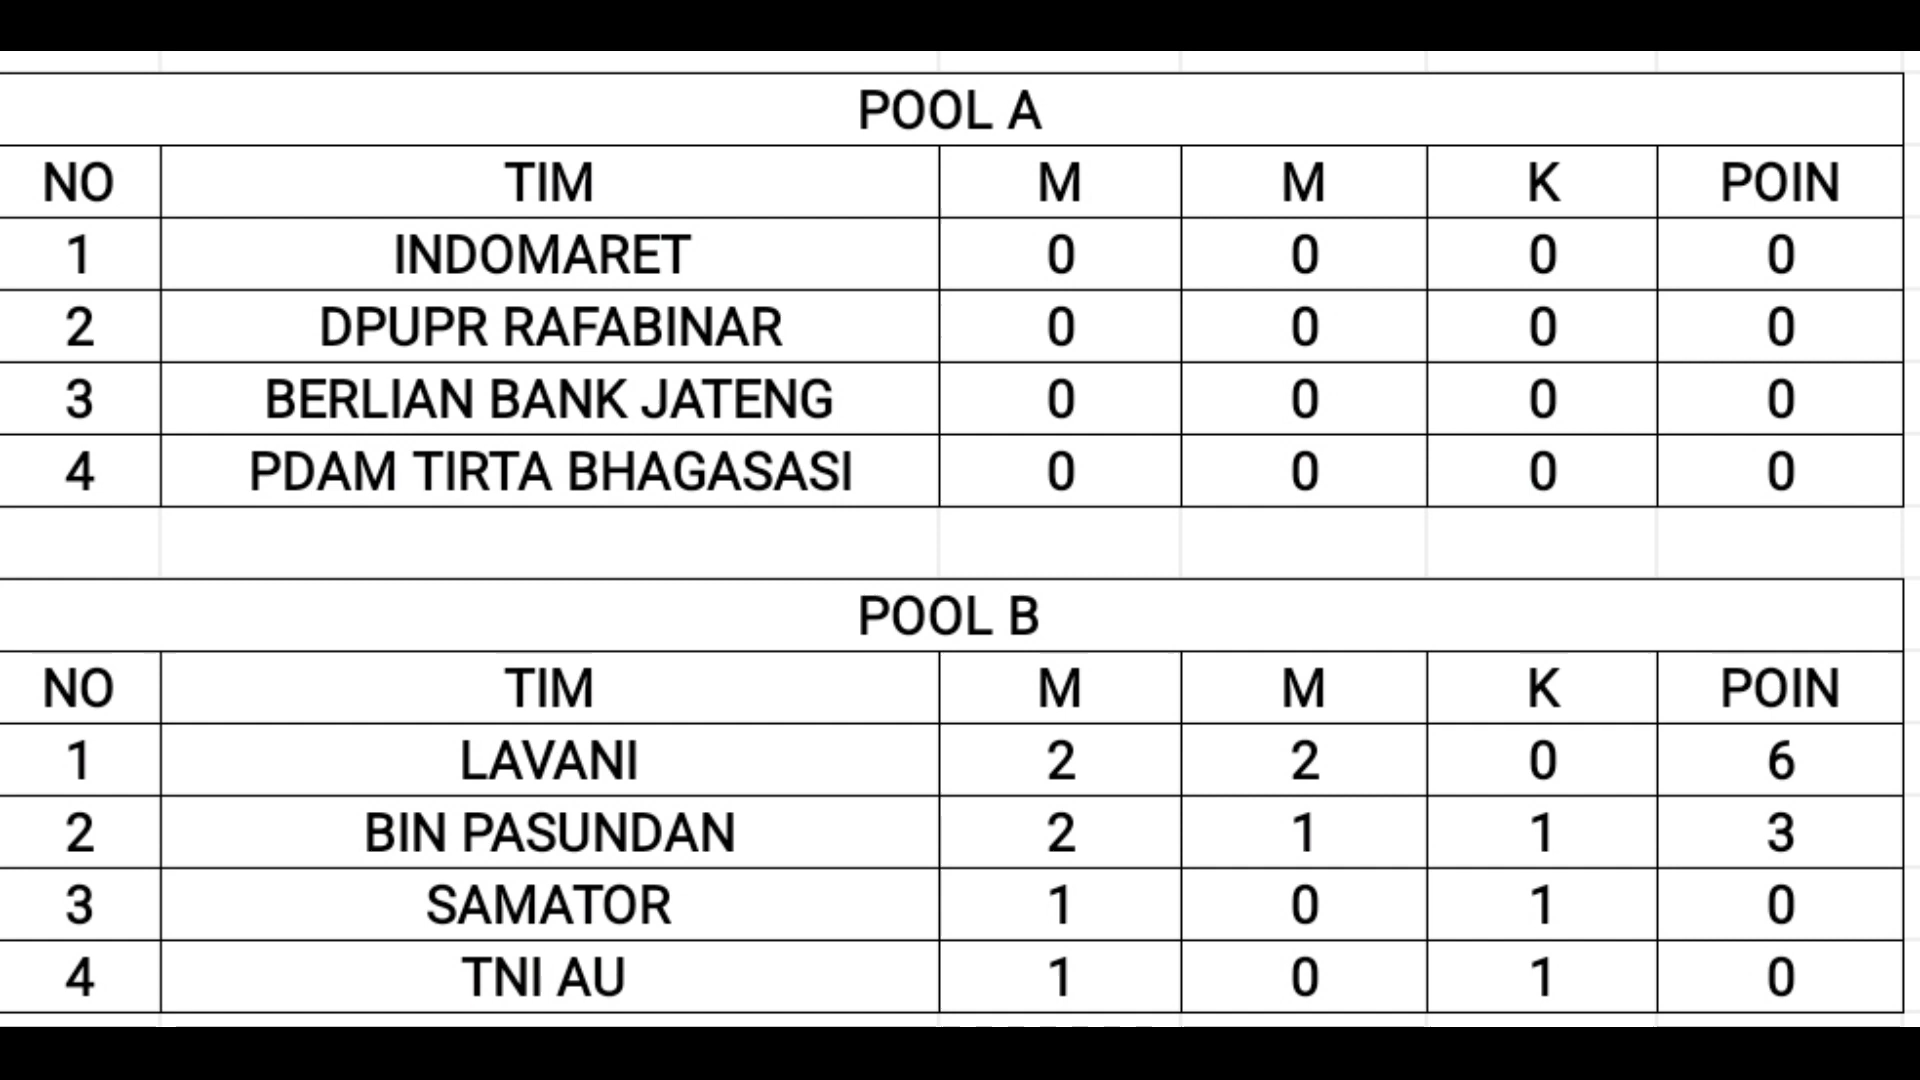 POOL A
NO TIM M M K POIN
1 INDOMARET 0 0 0 0
2 DPUPR RAFABINAR 0 0 0 0
3 BERLIAN BANK JATENG 0 0 0 0
4 PDAM TIRTA BHAGASASI 0 0 0 0
POOL B
NO TIM M M K POIN
1 LAVANI 2 2 0 6
2 BIN PASUNDAN 2 1 1 3
3 SAMATOR 1 0 1 0
4 TNI AU 1 0 1 0